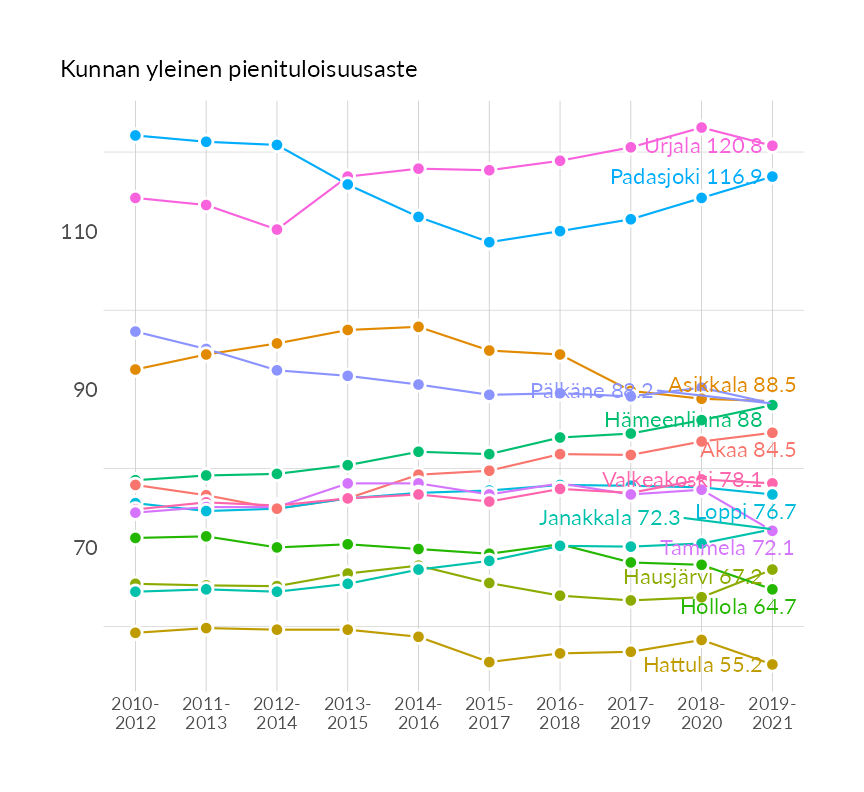 Kunnan yleinen pienituloisuusaste
Urjala 120.8
Padasjoki 116.9
110
90
Asikkala 88.5
Pälkäne 88.2
Hämeenlinna 88
Akaa 84.5
Valkeakoski 78.1
Loppi 76.7
Janakkala 72.3
70
Tammela 72.1
Hausjärvi 67.2
Hollola 64.7
Hattula 55.2
2010- 2011- 2012- 2013- 2014- 2015- 2016- 2017- 2018- 2019-
2012 2013 2014 2015 2016 2017 2018 2019 2020 2021